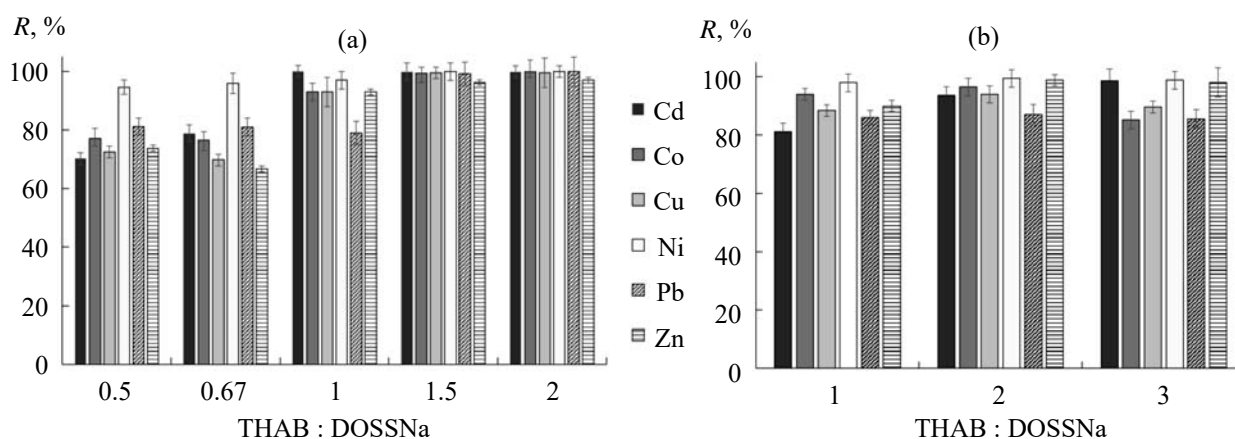 R, %
(a)
100
80
60
40
20
0
0.5 0.67 1 1.5 2
THAB : DOSSNa
Cd
Co
Cu
Ni
Pb
Zn
R, %
(b)
100
80
60
40
20
0
1 2 3
THAB : DOSSNa